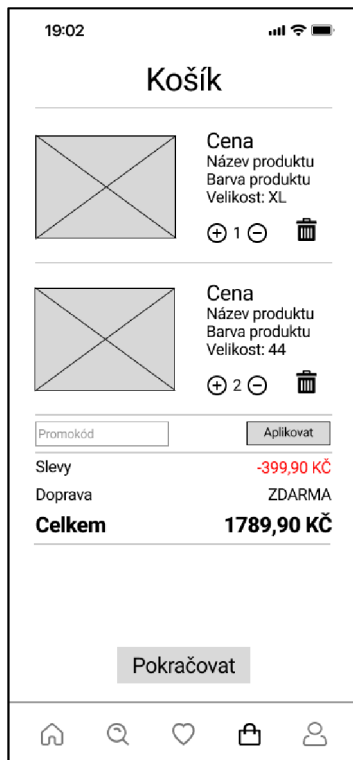 19:02
Košík
Cena
Název produktu
Barva produktu
Velikost: XL
1
Cena
Název produktu
Barva produktu
Velikost: 44
2
Promokód
Aplikovat
Slevy -399,90 KČ
Doprava ZDARMA
Celkem 1789,90 KČ
Pokračovat